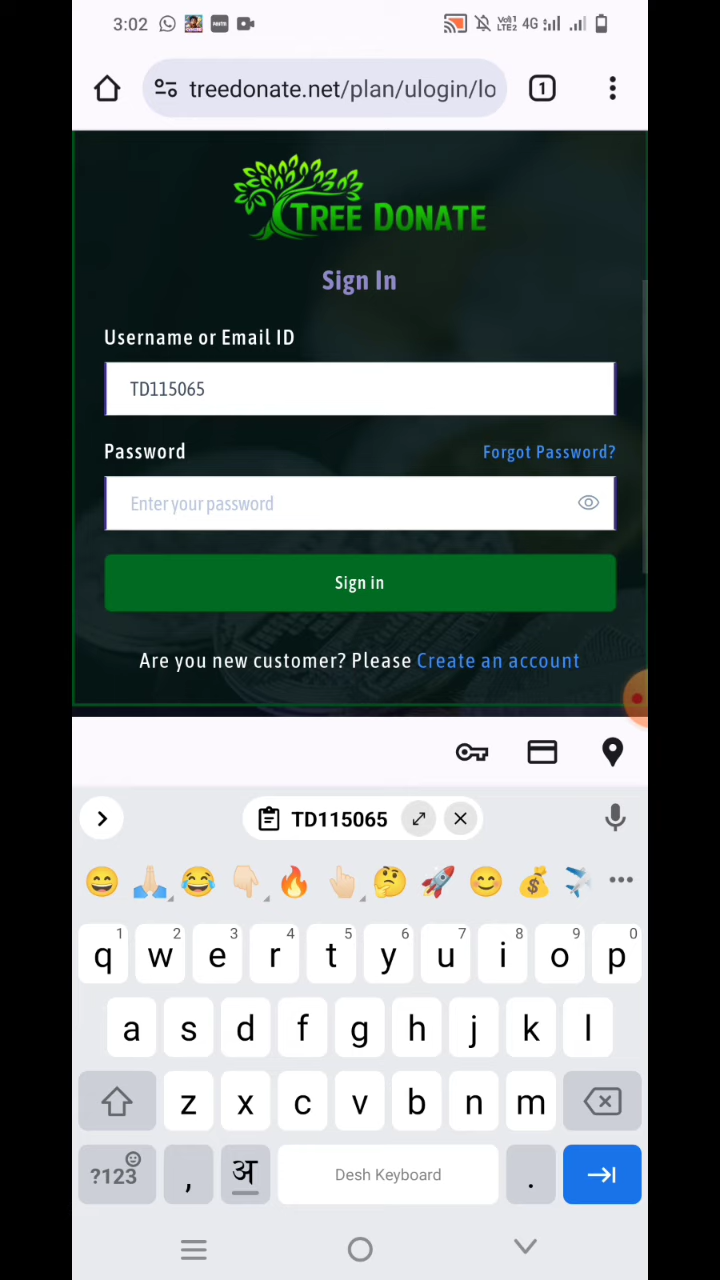 3:02
VoI)1 LTE2 4G
treedonate.net/plan/ulogin/lo
1
TREE DONATE
Sign In
Username or Email ID
TD115065
Password
Forgot Password?
Enter your password
Sign in
Are you new customer? Please Create an account
TD115065
1 2 3 4 5 6 7 8 9 0
q w e r t y u i o p
a s d f g h j k l
z x c v b n m
?123 , अ Desh Keyboard .